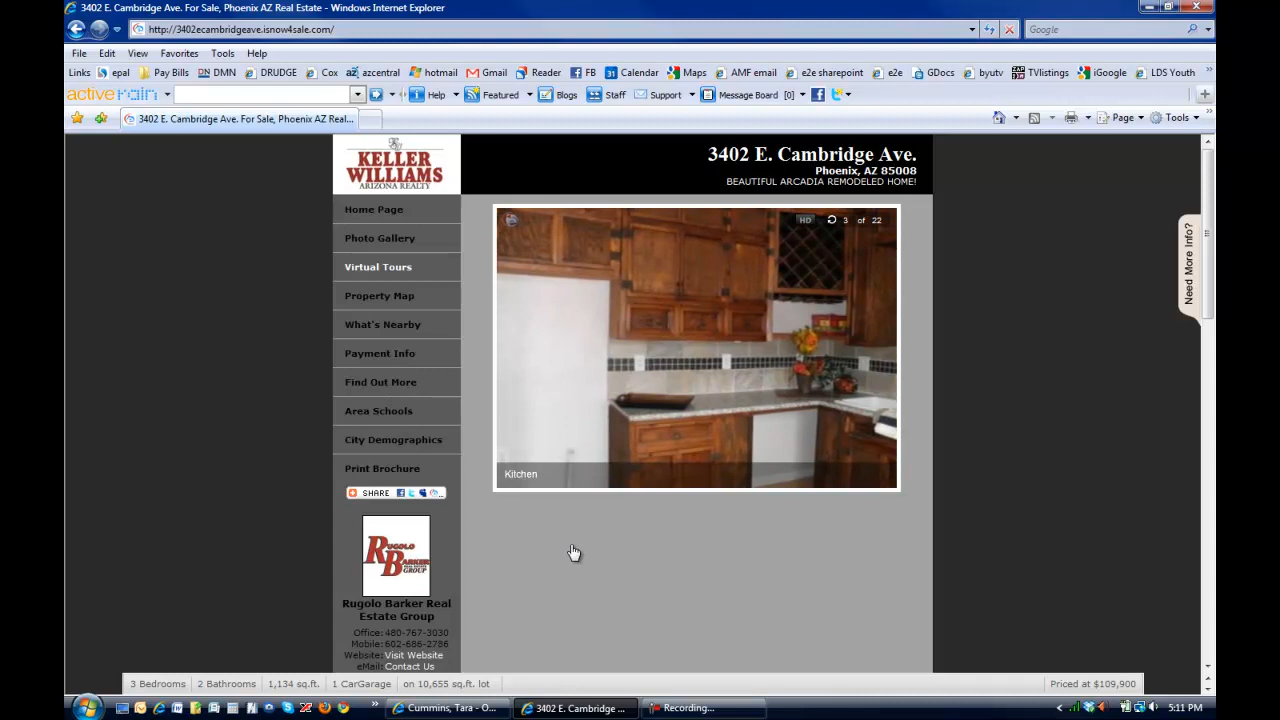 3402 E. Cambridge Ave. For Sale, Phoenix AZ Real Estate - Windows Internet Explorer
http://3402ecambridgeave.isnow4sale.com/
Google
File Edit View Favorites Tools Help
Links epal Pay Bills DMN DRUDGE Cox azcentral hotmail Gmail Reader FB Calendar Maps AMF email e2e sharepoint e2e GDocs byutv TVlistings iGoogle LDS Youth
activerain Help Featured Blogs Staff Support Message Board [0]
3402 E. Cambridge Ave. For Sale, Phoenix AZ Real...
Page Tools
KELLER
WILLIAMS
ARIZONA REALTY
3402 E. Cambridge Ave.
Phoenix, AZ 85008
BEAUTIFUL ARCADIA REMODELED HOME!
Home Page
Photo Gallery
Virtual Tours
Property Map
What's Nearby
Payment Info
Find Out More
Area Schools
City Demographics
Print Brochure
SHARE
HD 3 of 22
Kitchen
Need More Info?
RUGOLO
BARKER
Rugolo Barker Real
Estate Group
Office: 480-767-3030
Mobile: 602-686-2786
Website: Visit Website
eMail: Contact Us
3 Bedrooms 2 Bathrooms 1,134 sq.ft. 1 CarGarage on 10,655 sq.ft. lot Priced at $109,900
Cummins, Tara - O... 3402 E. Cambridge ... Recording... 5:11 PM